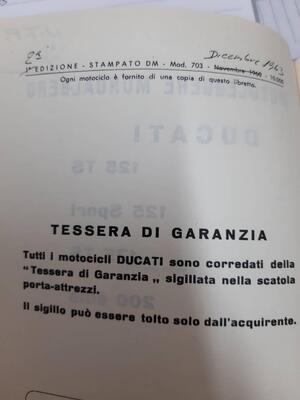 2ª
Dicembre 1963
1ª EDIZIONE - STAMPATO DM - Mod. 703 - Novembre 1960 - 10.000
Ogni motociclo è fornito di una copia di questo libretto.
DUCATI
125 TS
125 Sport
TESSERA DI GARANZIA
Tutti i motocicli DUCATI sono corredati della
“Tessera di Garanzia „ sigillata nella scatola
porta-attrezzi.
Il sigillo può essere tolto solo dall'acquirente.